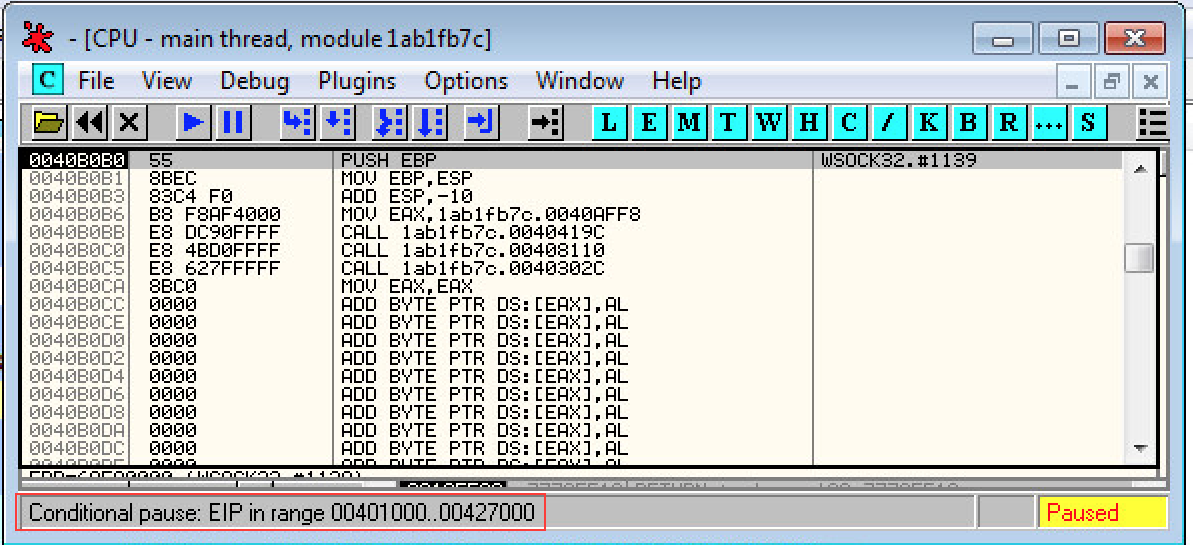 - [CPU - main thread, module 1ab1fb7c]
C File View Debug Plugins Options Window Help
L E M T W H C / K B R ... S
0040B0B0 55 PUSH EBP WSOCK32.#1139
0040B0B1 8BEC MOV EBP,ESP
0040B0B3 83C4 F0 ADD ESP,-10
0040B0B6 B8 F8AF4000 MOV EAX,1ab1fb7c.0040AFF8
0040B0BB E8 DC90FFFF CALL 1ab1fb7c.0040419C
0040B0C0 E8 4BD0FFFF CALL 1ab1fb7c.00408110
0040B0C5 E8 627FFFFF CALL 1ab1fb7c.0040302C
0040B0CA 8BC0 MOV EAX,EAX
0040B0CC 0000 ADD BYTE PTR DS:[EAX],AL
0040B0CE 0000 ADD BYTE PTR DS:[EAX],AL
0040B0D0 0000 ADD BYTE PTR DS:[EAX],AL
0040B0D2 0000 ADD BYTE PTR DS:[EAX],AL
0040B0D4 0000 ADD BYTE PTR DS:[EAX],AL
0040B0D6 0000 ADD BYTE PTR DS:[EAX],AL
0040B0D8 0000 ADD BYTE PTR DS:[EAX],AL
0040B0DA 0000 ADD BYTE PTR DS:[EAX],AL
0040B0DC 0000 ADD BYTE PTR DS:[EAX],AL
Conditional pause: EIP in range 00401000..00427000 Paused